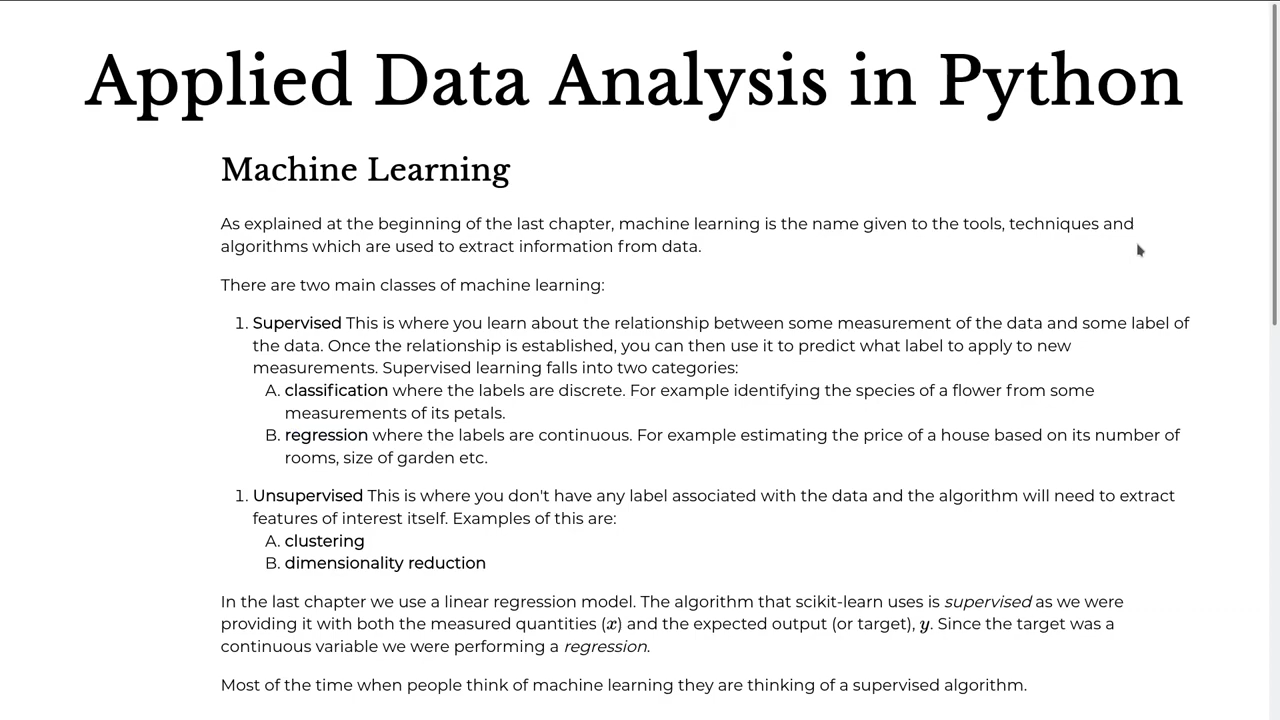 Applied Data Analysis in Python
Machine Learning
As explained at the beginning of the last chapter, machine learning is the name given to the tools, techniques and
algorithms which are used to extract information from data.
There are two main classes of machine learning:
1. Supervised This is where you learn about the relationship between some measurement of the data and some label of
the data. Once the relationship is established, you can then use it to predict what label to apply to new
measurements. Supervised learning falls into two categories:
A. classification where the labels are discrete. For example identifying the species of a flower from some
measurements of its petals.
B. regression where the labels are continuous. For example estimating the price of a house based on its number of
rooms, size of garden etc.
1. Unsupervised This is where you don't have any label associated with the data and the algorithm will need to extract
features of interest itself. Examples of this are:
A. clustering
B. dimensionality reduction
In the last chapter we use a linear regression model. The algorithm that scikit-learn uses is supervised as we were
providing it with both the measured quantities (x) and the expected output (or target), y. Since the target was a
continuous variable we were performing a regression.
Most of the time when people think of machine learning they are thinking of a supervised algorithm.